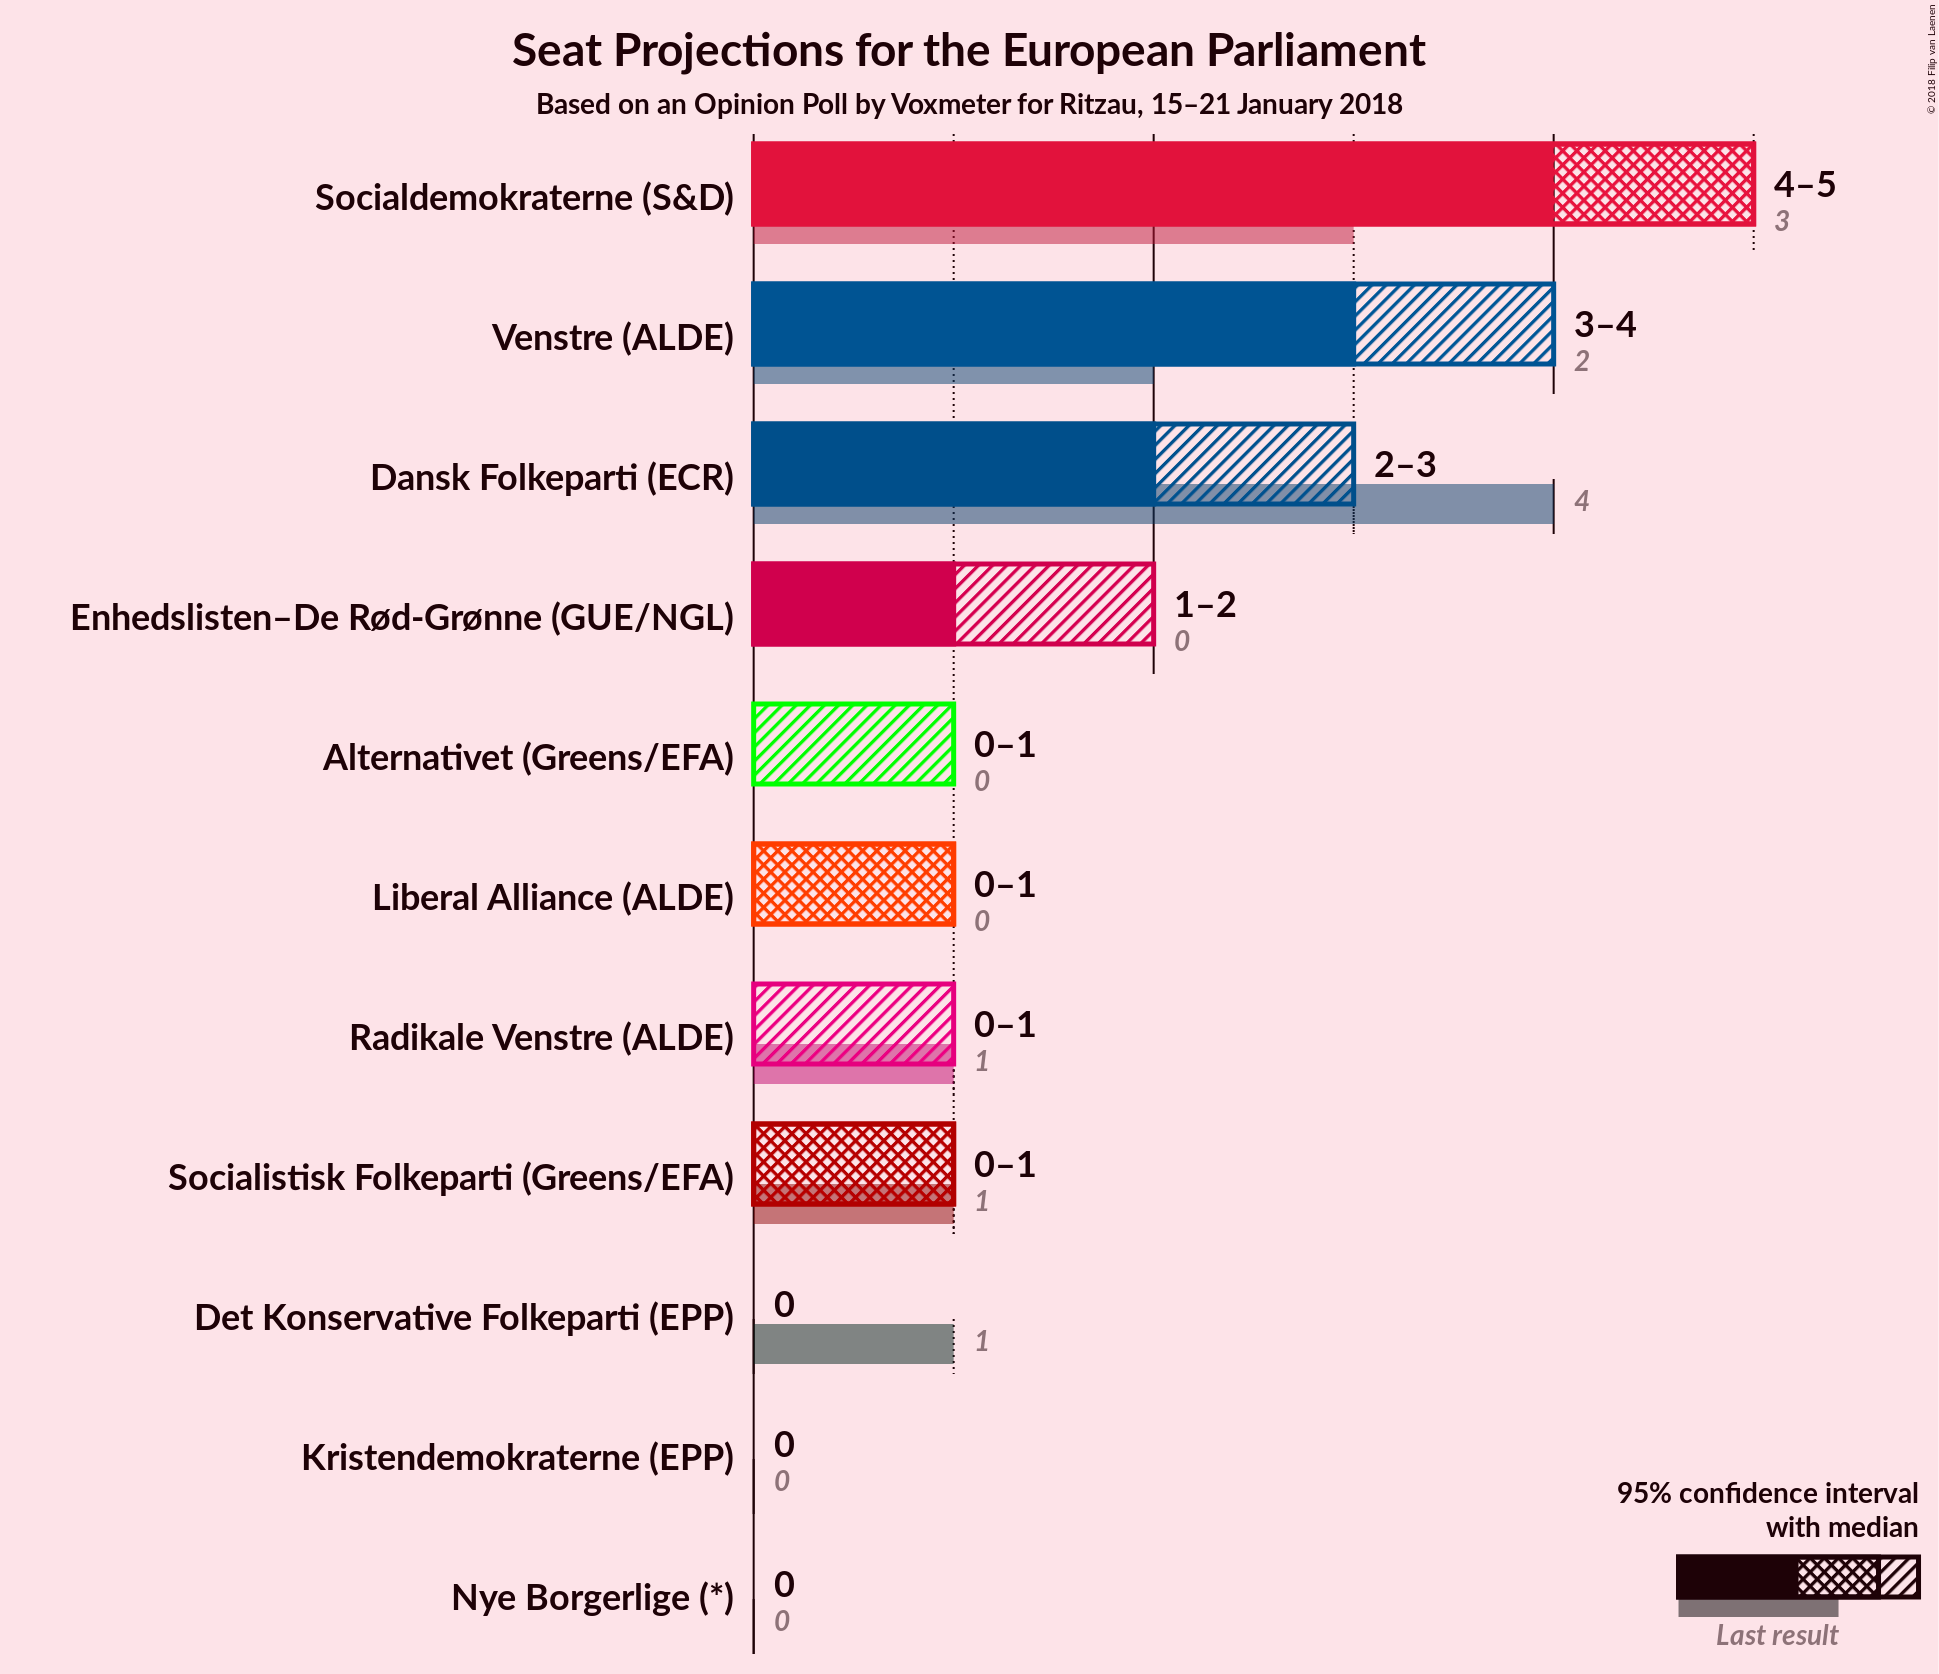 Seat Projections for the European Parliament
Based on an Opinion Poll by Voxmeter for Ritzau, 15–21 January 2018
© 2018 Filip van Laenen
Socialdemokraterne (S&D)
4–5
3
Venstre (ALDE)
3–4
2
Dansk Folkeparti (ECR)
2–3
4
Enhedslisten–De Rød-Grønne (GUE/NGL)
1–2
0
Alternativet (Greens/EFA)
0–1
0
Liberal Alliance (ALDE)
0–1
0
Radikale Venstre (ALDE)
0–1
1
Socialistisk Folkeparti (Greens/EFA)
0–1
1
Det Konservative Folkeparti (EPP)
0
1
Kristendemokraterne (EPP)
0
0
Nye Borgerlige (*)
0
0
95% confidence interval
with median
Last result